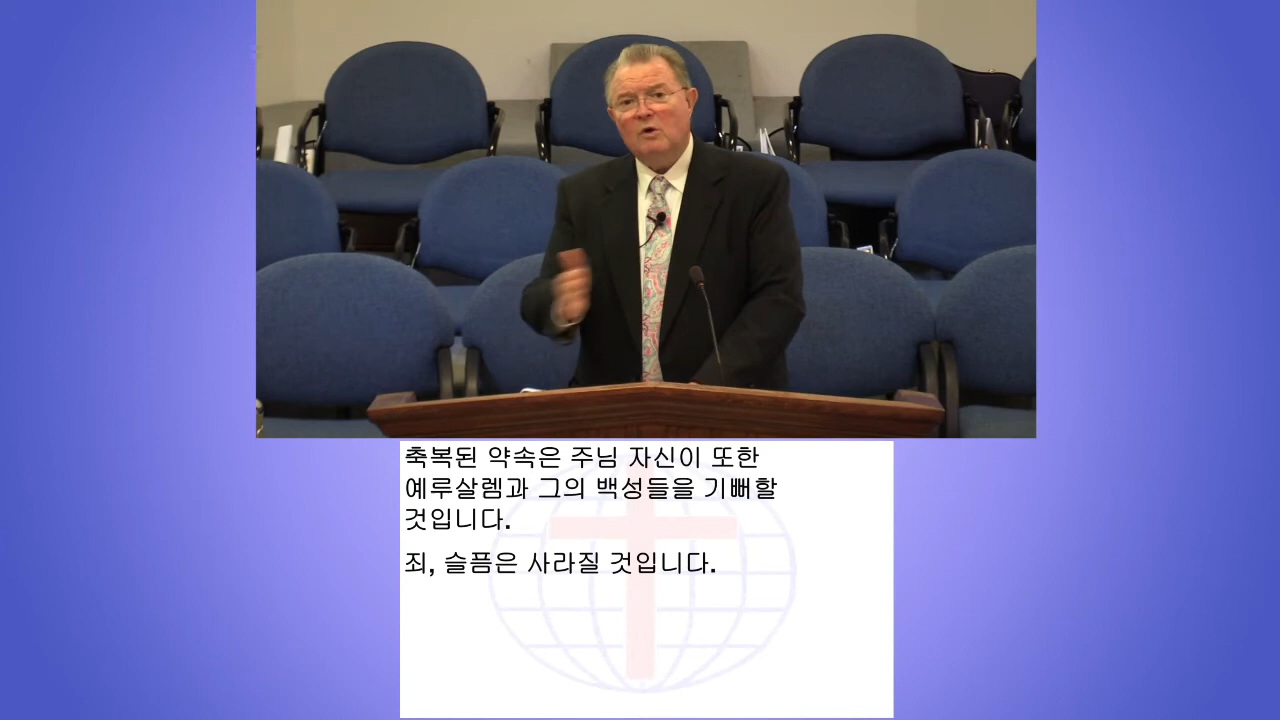 축복된 약속은 주님 자신이 또한
예루살렘과 그의 백성들을 기뻐할
것입니다.
죄, 슬픔은 사라질 것입니다.